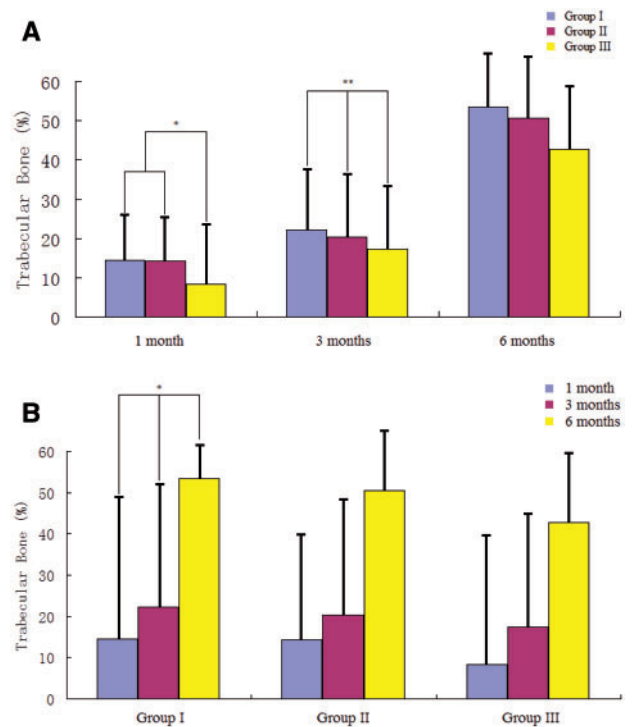 A
Group I
Group II
Group III
Trabecular Bone (%)
60
50
40
30
20
10
0
*
**
1 month
3 months
6 months
B
1 month
3 months
6 months
*
Trabecular Bone (%)
60
50
40
30
20
10
0
Group I
Group II
Group III